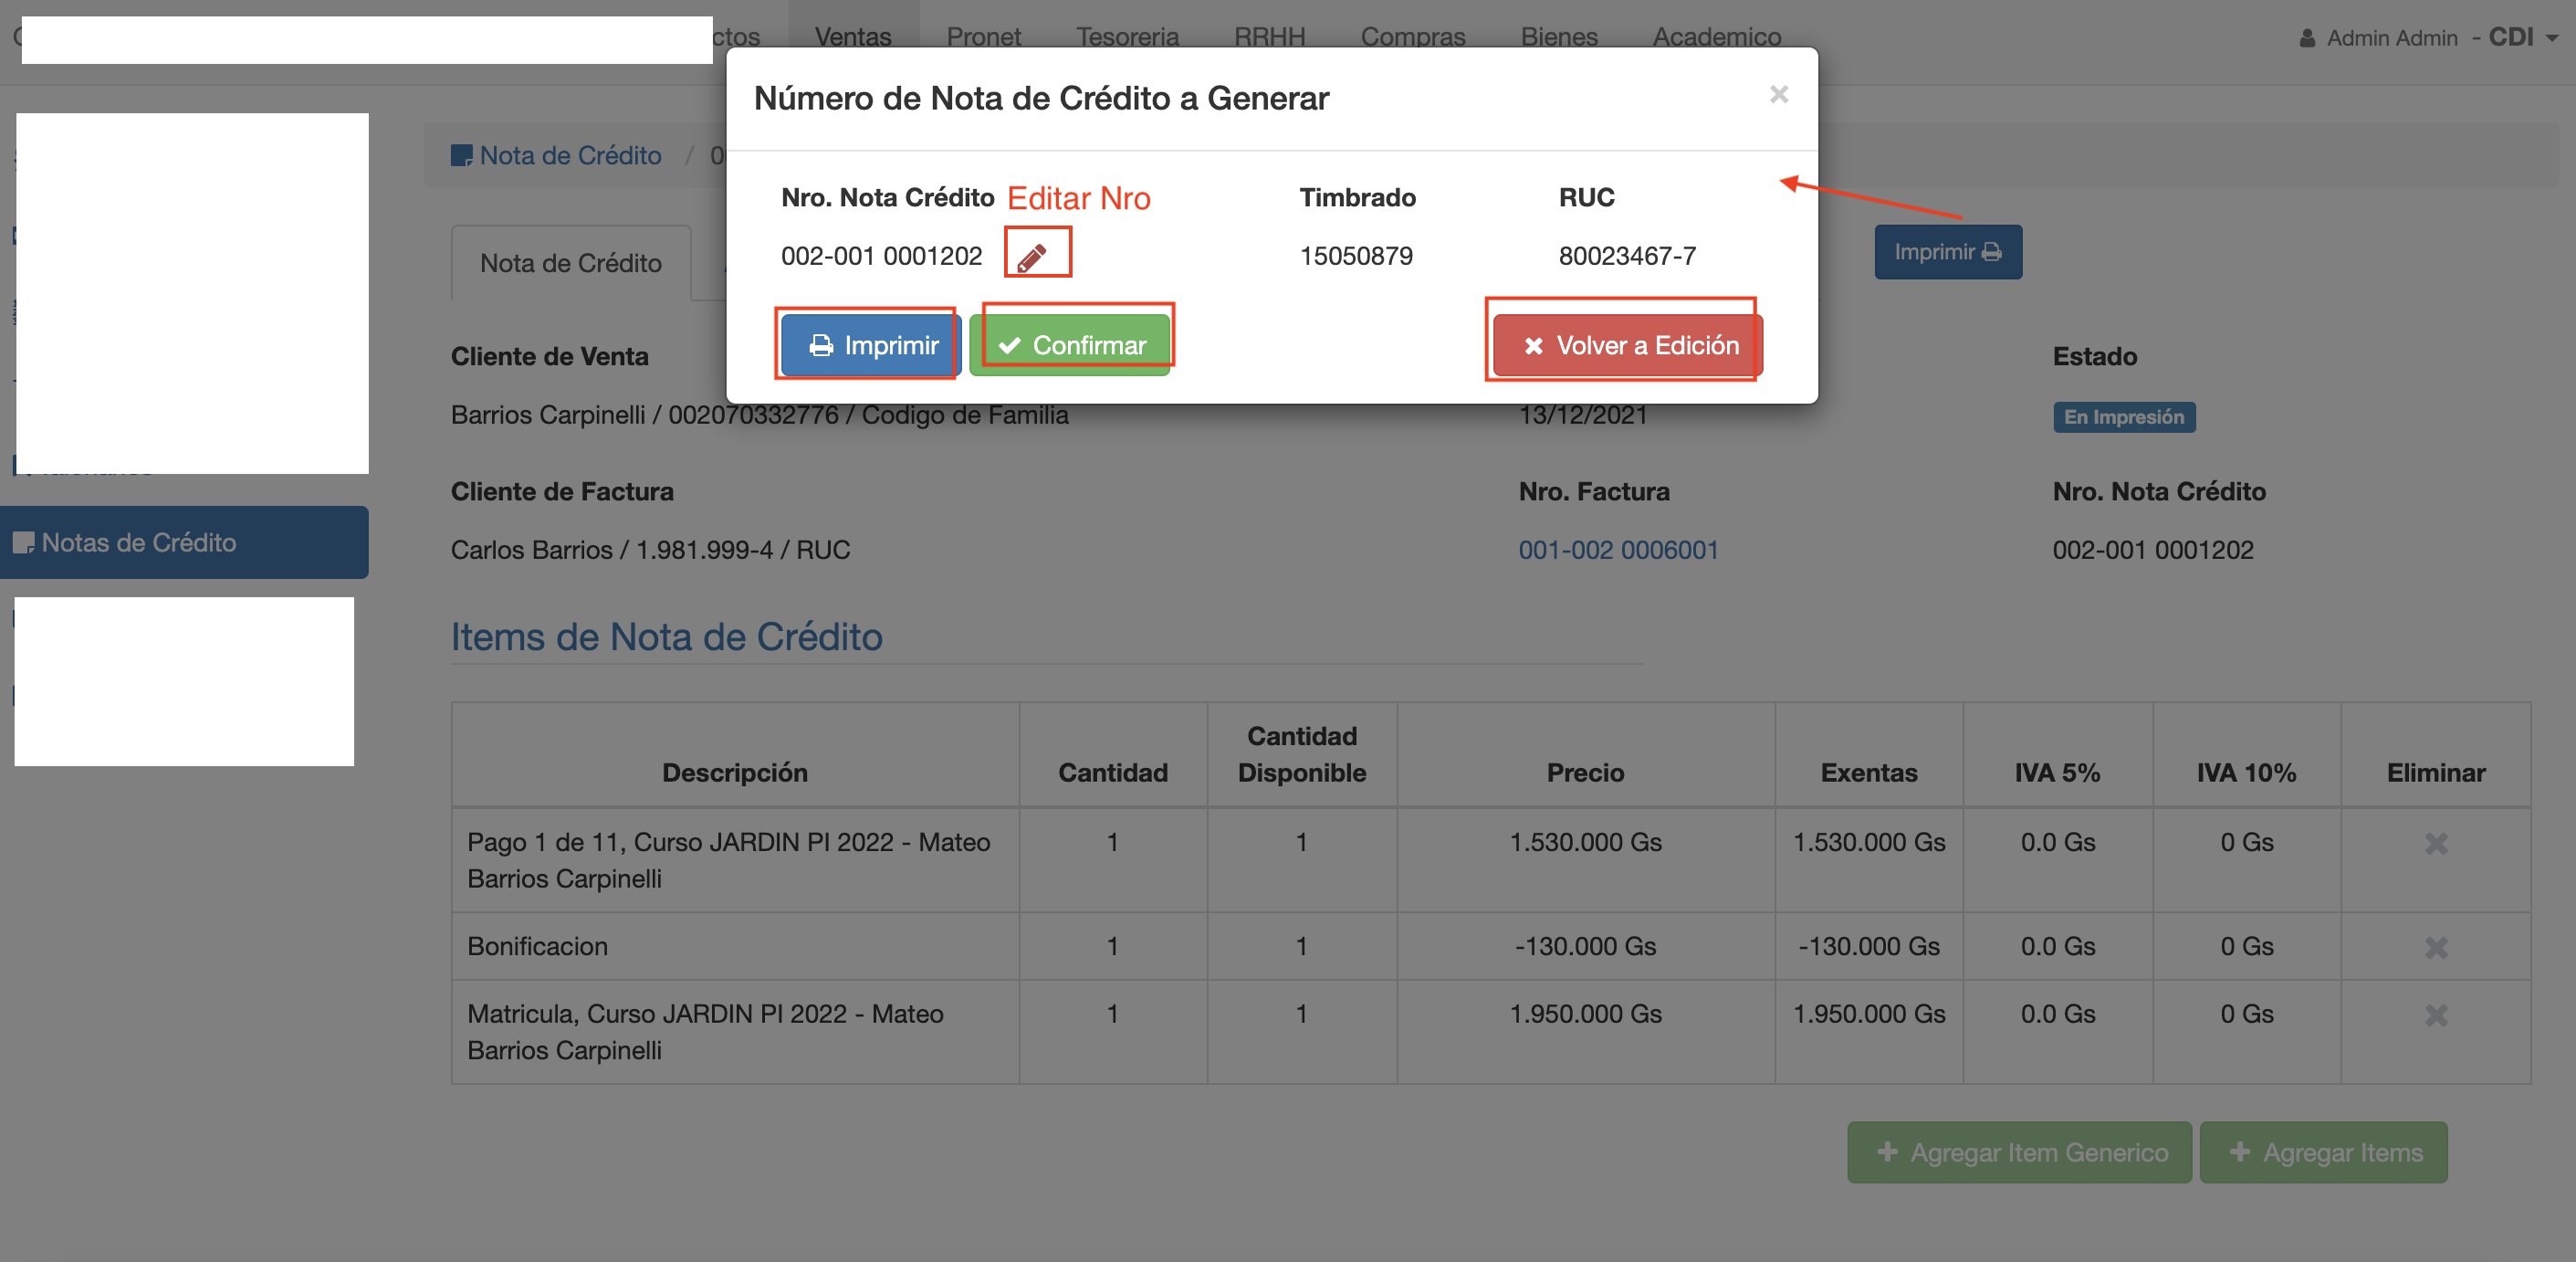 Ventas Pronet Tesoreria RRHH Compras Bienes Academico Admin Admin - CDI
Número de Nota de Crédito a Generar ×
Nota de Crédito /
Nro. Nota Crédito Editar Nro Timbrado RUC
002-001 0001202 15050879 80023467-7
Nota de Crédito
Imprimir
Imprimir Confirmar Volver a Edición
Cliente de Venta Estado
Barrios Carpinelli / 002070332776 / Codigo de Familia 13/12/2021 En Impresión
Cliente de Factura Nro. Factura Nro. Nota Crédito
Notas de Crédito
Carlos Barrios / 1.981.999-4 / RUC 001-002 0006001 002-001 0001202
Items de Nota de Crédito
Descripción Cantidad Cantidad Disponible Precio Exentas IVA 5% IVA 10% Eliminar
Pago 1 de 11, Curso JARDIN PI 2022 - Mateo 1 1 1.530.000 Gs 1.530.000 Gs 0.0 Gs 0 Gs
Barrios Carpinelli
Bonificacion 1 1 -130.000 Gs -130.000 Gs 0.0 Gs 0 Gs
Matricula, Curso JARDIN PI 2022 - Mateo 1 1 1.950.000 Gs 1.950.000 Gs 0.0 Gs 0 Gs
Barrios Carpinelli
Agregar Item Generico Agregar Items